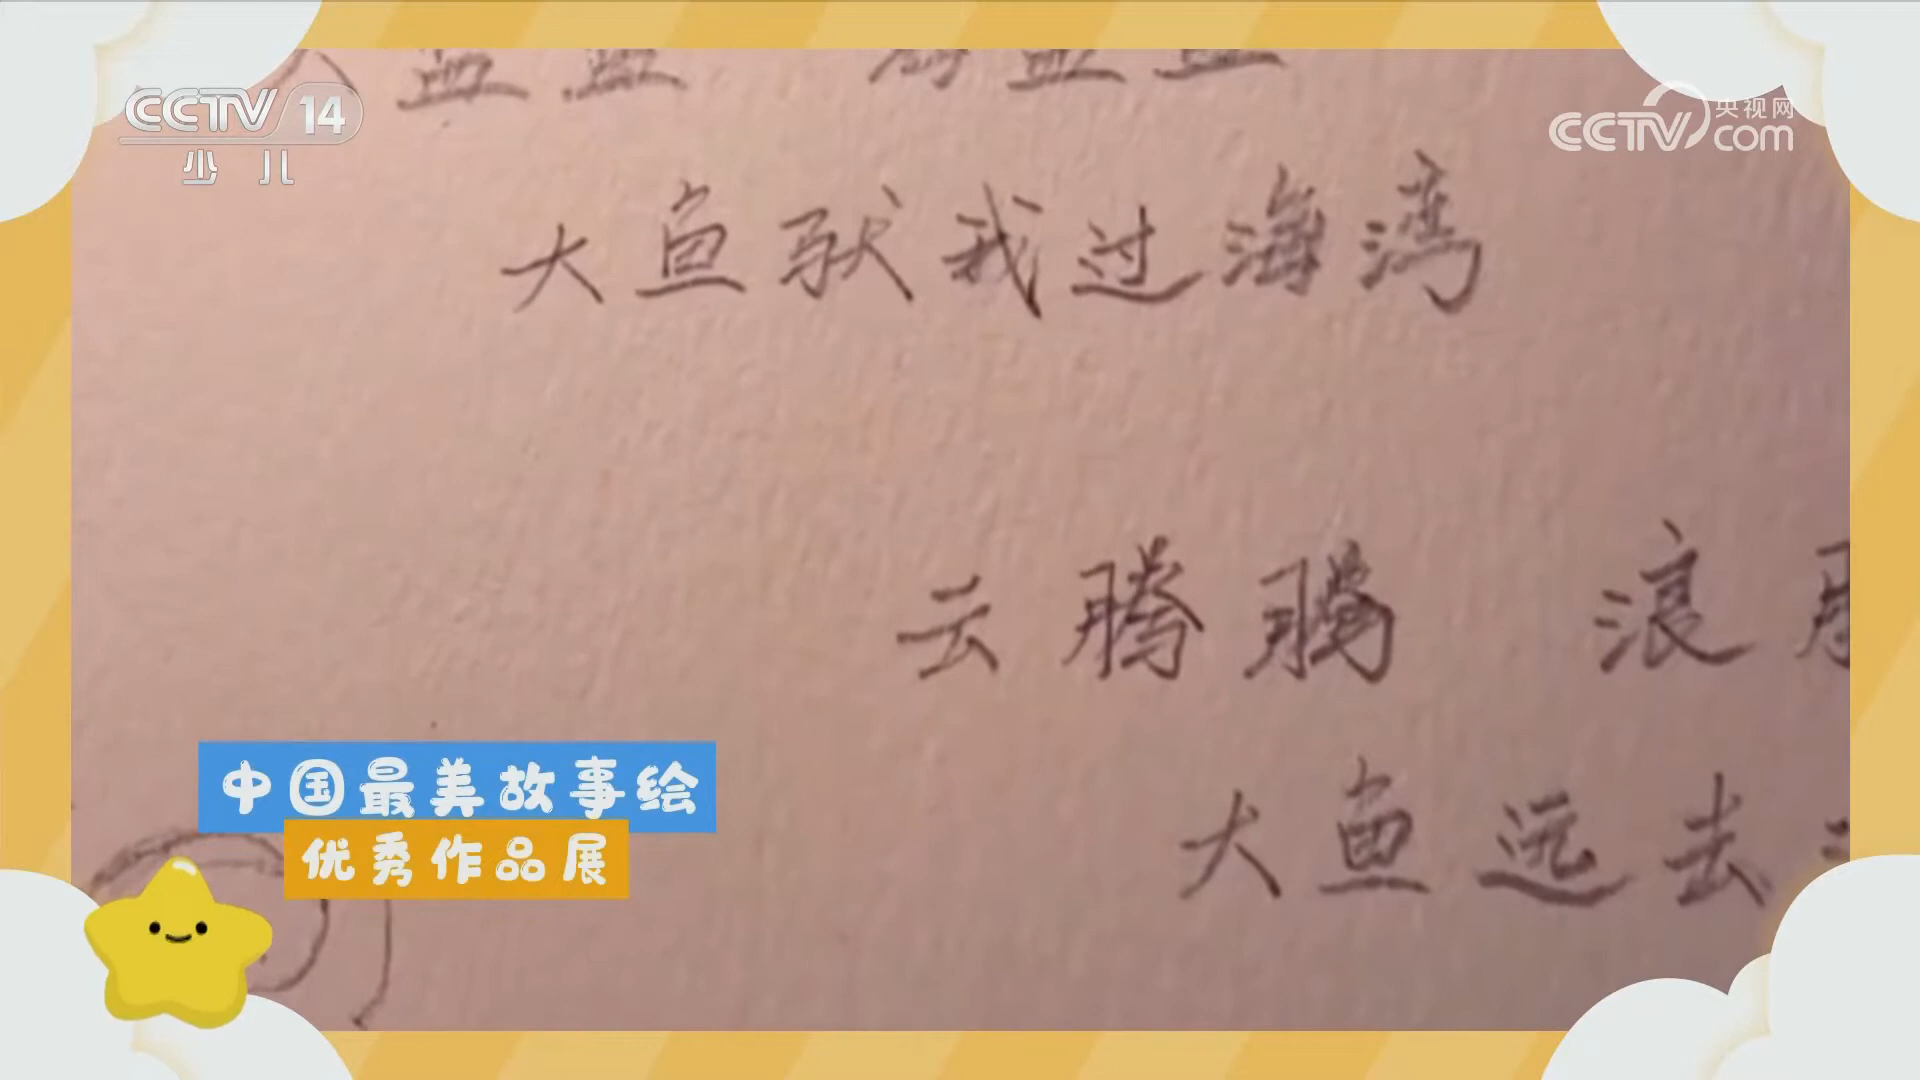 CCTV 14
少儿
央视网
CCTV com
大鱼驮我过海湾
云腾腾 浪
大鱼远去
中国最美故事绘
优秀作品展